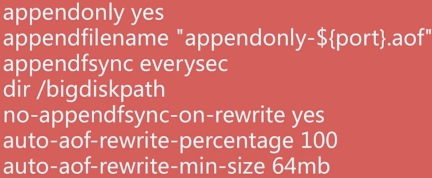 appendonly yes
appendfilename "appendonly-${port}.aof"
appendfsync everysec
dir /bigdiskpath
no-appendfsync-on-rewrite yes
auto-aof-rewrite-percentage 100
auto-aof-rewrite-min-size 64mb